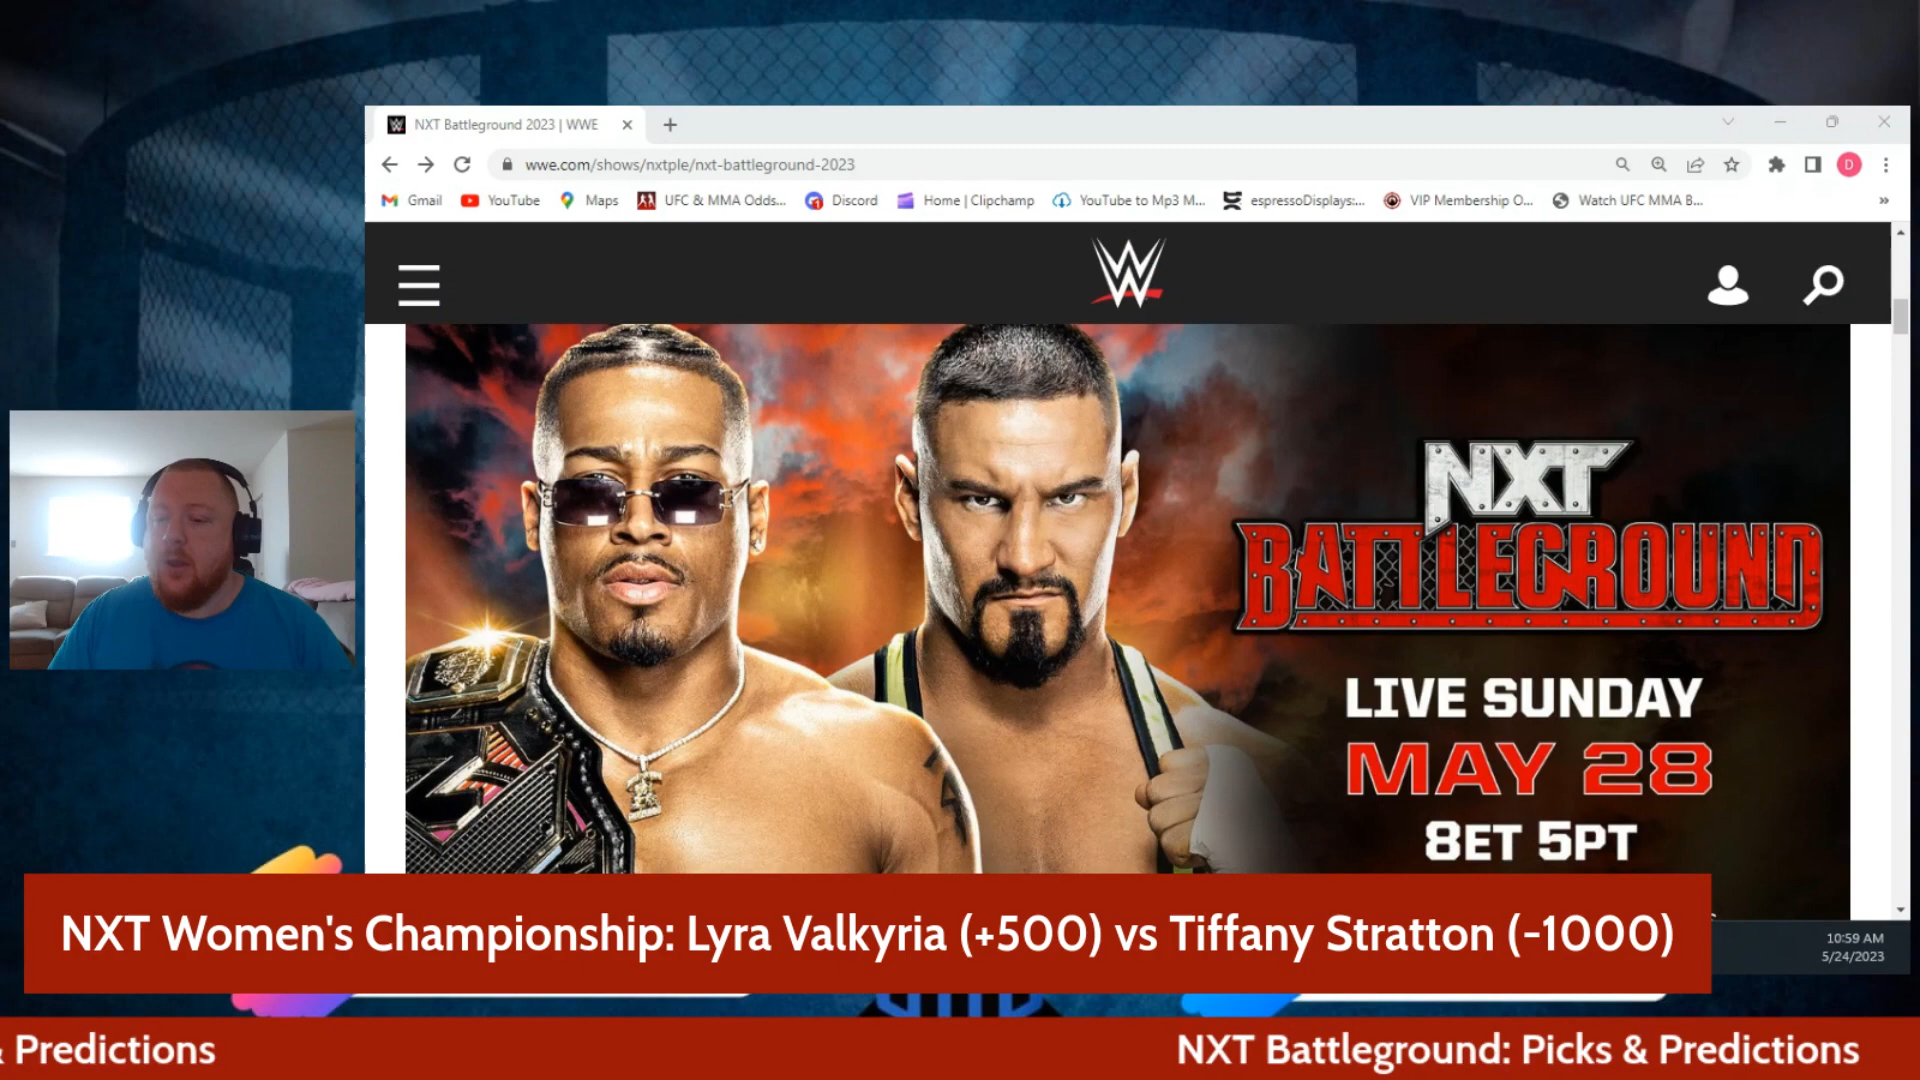 NXT Battleground 2023 | WWE
wwe.com/shows/nxtple/nxt-battleground-2023
D
Gmail YouTube Maps UFC & MMA Odds... Discord Home | Clipchamp YouTube to Mp3 M... espressoDisplays:... VIP Membership O... Watch UFC MMA B... »
W
NXT
BATTLEGROUND
LIVE SUNDAY
MAY 28
8ET 5PT
NXT Women's Championship: Lyra Valkyria (+500) vs Tiffany Stratton (-1000)
10:59 AM
5/24/2023
& Predictions NXT Battleground: Picks & Predictions